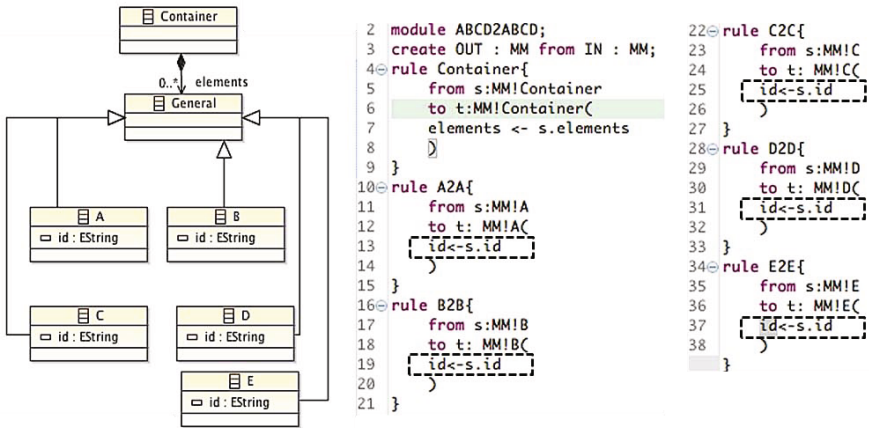 Container
0..* elements
General
A
id : EString
B
id : EString
C
id : EString
D
id : EString
E
id : EString
2 module ABCD2ABCD;
3 create OUT : MM from IN : MM;
4 rule Container{
5 from s:MM!Container
6 to t:MM!Container(
7 elements <- s.elements
8 )
9 }
10 rule A2A{
11 from s:MM!A
12 to t: MM!A(
13 id<-s.id
14 )
15 }
16 rule B2B{
17 from s:MM!B
18 to t: MM!B(
19 id<-s.id
20 )
21 }
22 rule C2C{
23 from s:MM!C
24 to t: MM!C(
25 id<-s.id
26 )
27 }
28 rule D2D{
29 from s:MM!D
30 to t: MM!D(
31 id<-s.id
32 )
33 }
34 rule E2E{
35 from s:MM!E
36 to t: MM!E(
37 id<-s.id
38 )
}